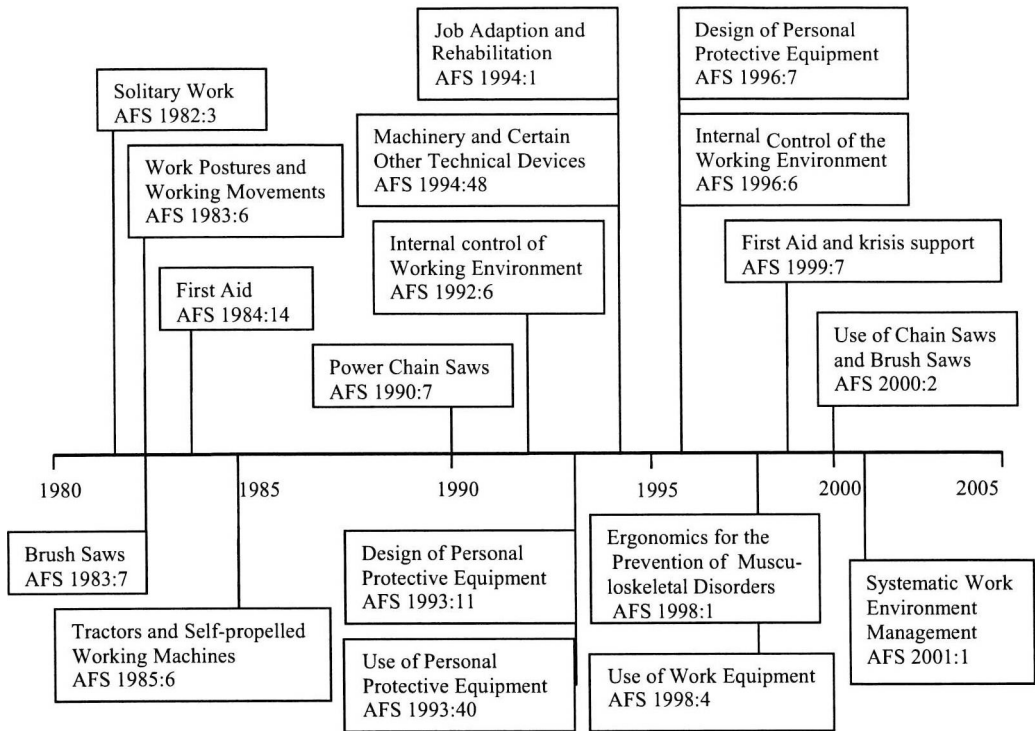 Job Adaption and
Rehabilitation
AFS 1994:1
Design of Personal
Protective Equipment
AFS 1996:7
Solitary Work
AFS 1982:3
Machinery and Certain
Other Technical Devices
AFS 1994:48
Internal Control of the
Working Environment
AFS 1996:6
Work Postures and
Working Movements
AFS 1983:6
Internal control of
Working Environment
AFS 1992:6
First Aid and krisis support
AFS 1999:7
First Aid
AFS 1984:14
Use of Chain Saws
and Brush Saws
AFS 2000:2
Power Chain Saws
AFS 1990:7
1980
1985
1990
1995
2000
2005
Brush Saws
AFS 1983:7
Design of Personal
Protective Equipment
AFS 1993:11
Ergonomics for the
Prevention of Muscu-
loskeletal Disorders
AFS 1998:1
Systematic Work
Environment
Management
AFS 2001:1
Tractors and Self-propelled
Working Machines
AFS 1985:6
Use of Personal
Protective Equipment
AFS 1993:40
Use of Work Equipment
AFS 1998:4